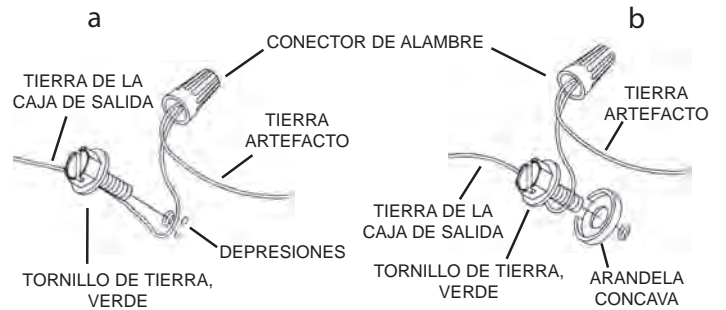 a
b
CONECTOR DE ALAMBRE
TIERRA DE LA
CAJA DE SALIDA
TIERRA
ARTEFACTO
DEPRESIONES
TORNILLO DE TIERRA,
VERDE
TIERRA
ARTEFACTO
TIERRA DE LA
CAJA DE SALIDA
TORNILLO DE TIERRA,
VERDE
ARANDELA
CONCAVA